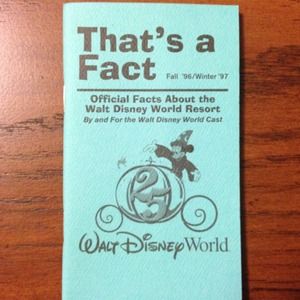 That's a
Fact Fall '96/Winter '97
Official Facts About the
Walt Disney World Resort
By and For the Walt Disney World Cast
25
Walt Disney World